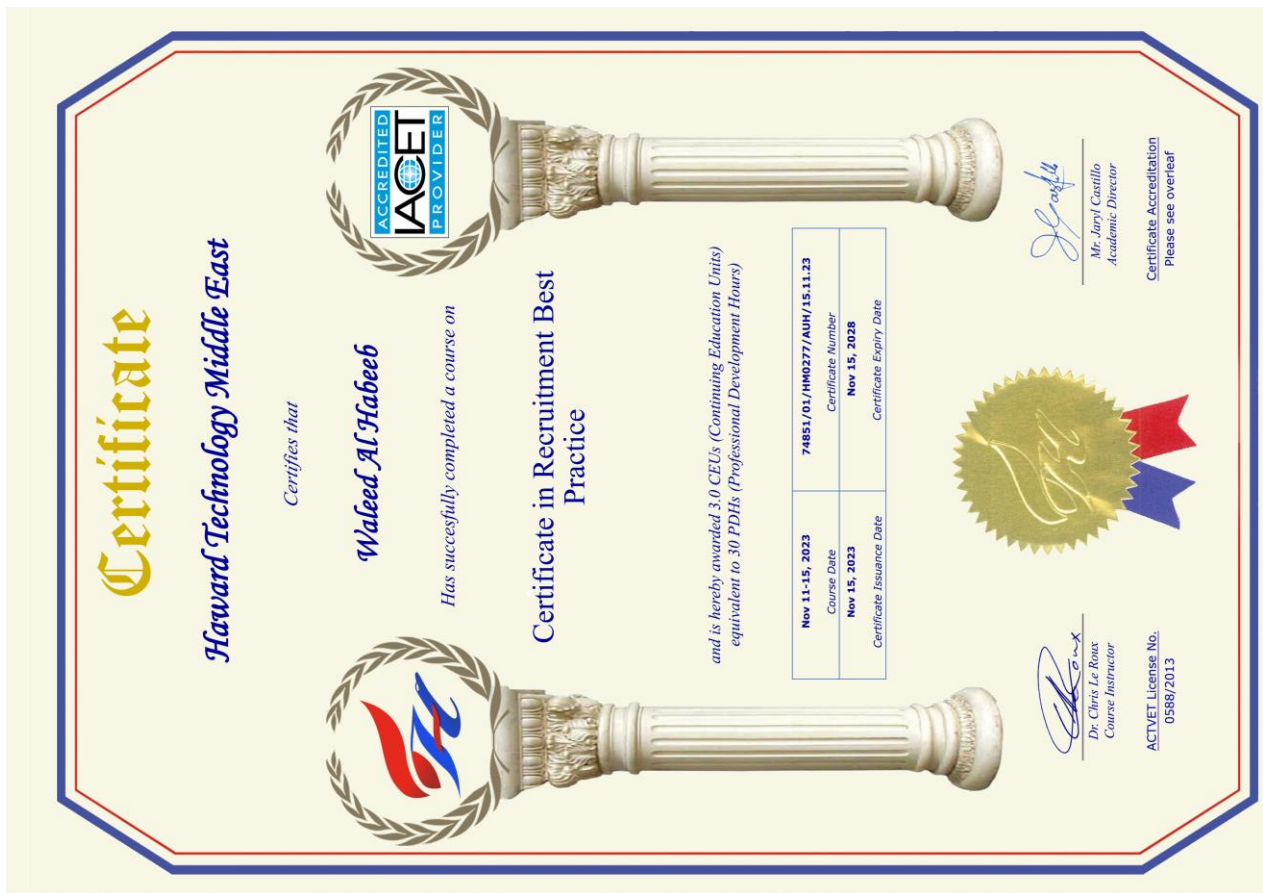 Certificate
Haward Technology Middle East
Certifies that
Waleed Al Habeeb
Has succesfully completed a course on
Certificate in Recruitment Best
Practice
and is hereby awarded 3.0 CEUs (Continuing Education Units)
equivalent to 30 PDHs (Professional Development Hours)
ACCREDITED
IACET
PROVIDER
Nov 11-15, 2023
74851/01/HM0277/AUH/15.11.23
Course Date
Certificate Number
Nov 15, 2023
Nov 15, 2028
Certificate Issuance Date
Certificate Expiry Date
Dr. Chris Le Roux
Course Instructor
Mr. Jaryl Castillo
Academic Director
ACTVET License No.
0588/2013
Certificate Accreditation
Please see overleaf